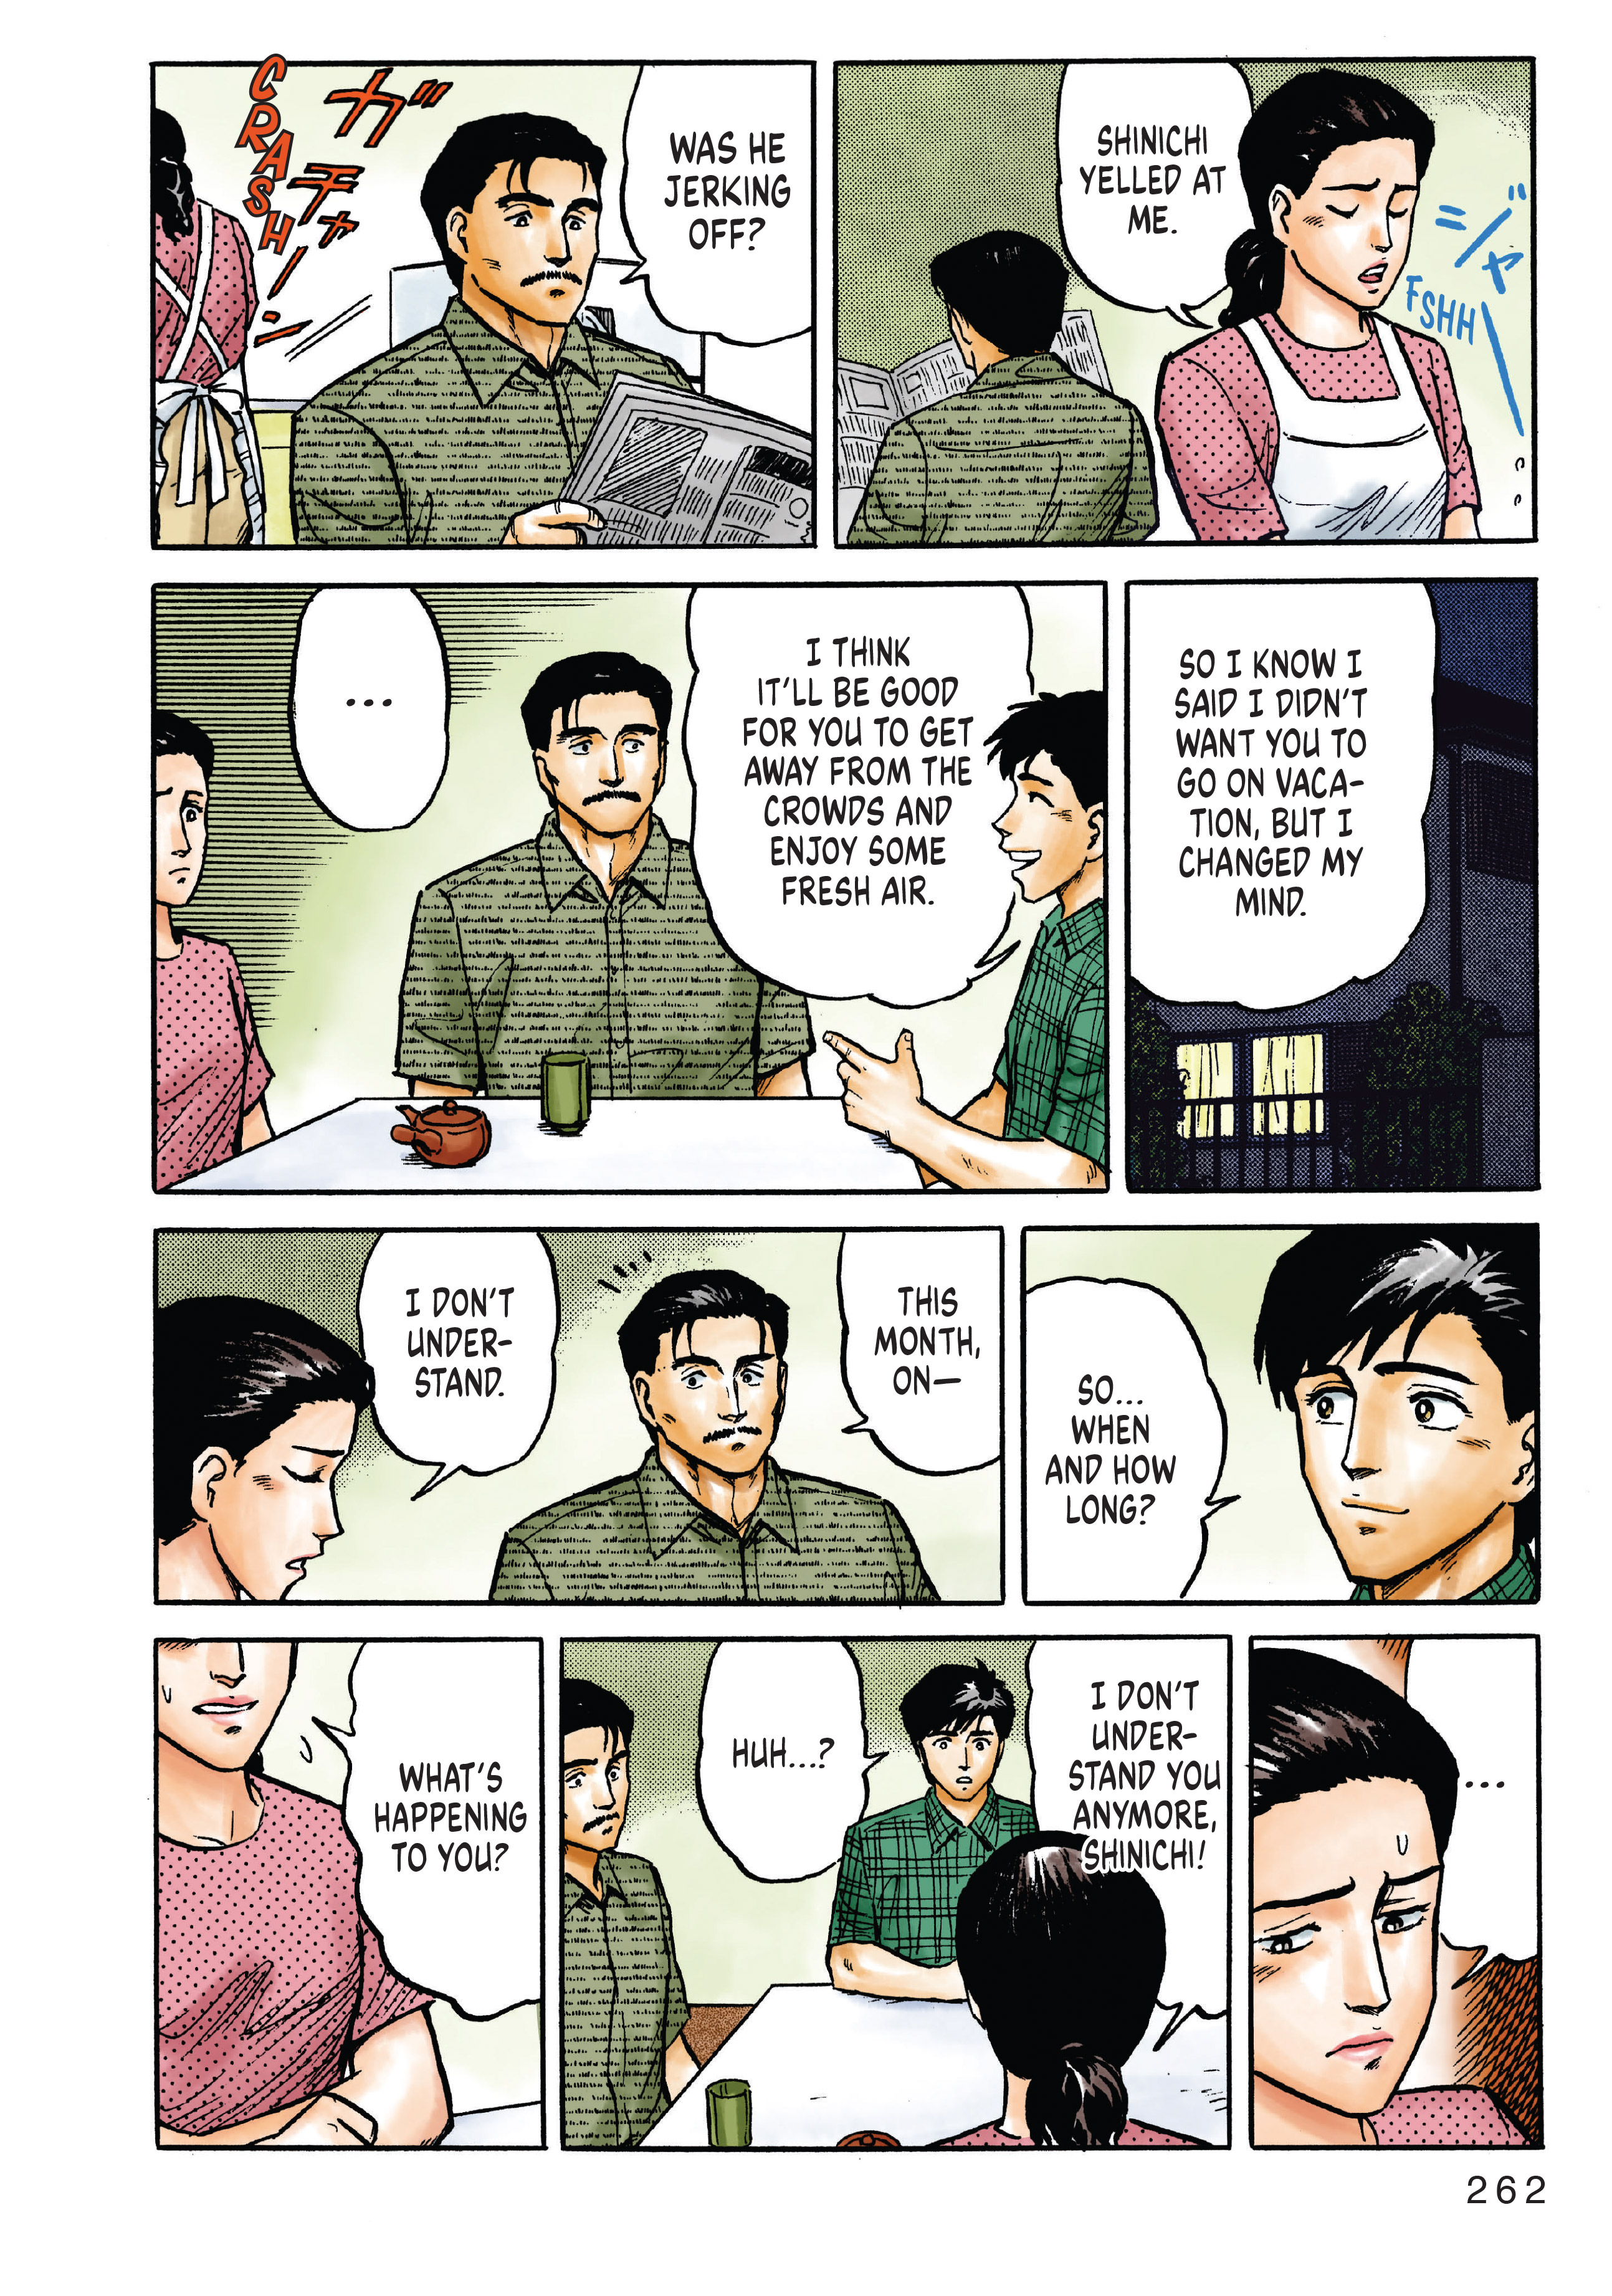 SHINICHI
YELLED AT
ME.
ジャー
FSHH
WAS HE
JERKING
OFF?
ガチャーン
CRASH
SO I KNOW I
SAID I DIDN'T
WANT YOU TO
GO ON VACA-
TION, BUT I
CHANGED MY
MIND.
I THINK
IT'LL BE GOOD
FOR YOU TO GET
AWAY FROM THE
CROWDS AND
ENJOY SOME
FRESH AIR.
...
SO...
WHEN
AND HOW
LONG?
THIS
MONTH,
ON—
I DON'T
UNDER-
STAND.
...
I DON'T
UNDER-
STAND YOU
ANYMORE,
SHINICHI!
HUH...?
WHAT'S
HAPPENING
TO YOU?
262